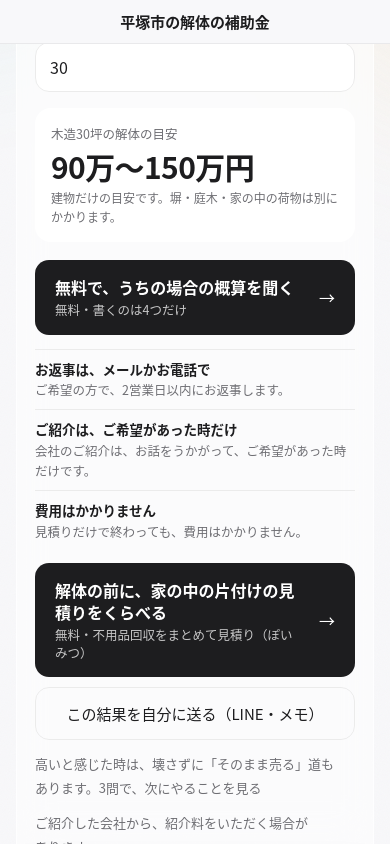 平塚市の解体の補助金
30
木造30坪の解体の目安
90万〜150万円
建物だけの目安です。塀・庭木・家の中の荷物は別に
かかります。
無料で、うちの場合の概算を聞く
無料・書くのは4つだけ
→
お返事は、メールかお電話で
ご希望の方で、2営業日以内にお返事します。
ご紹介は、ご希望があった時だけ
会社のご紹介は、お話をうかがって、ご希望があった時
だけです。
費用はかかりません
見積りだけで終わっても、費用はかかりません。
解体の前に、家の中の片付けの見
積りをくらべる
無料・不用品回収をまとめて見積り（ぽい
みつ）
→
この結果を自分に送る（LINE・メモ）
高いと感じた時は、壊さずに「そのまま売る」道も
あります。3問で、次にやることを見る
ご紹介した会社から、紹介料をいただく場合が